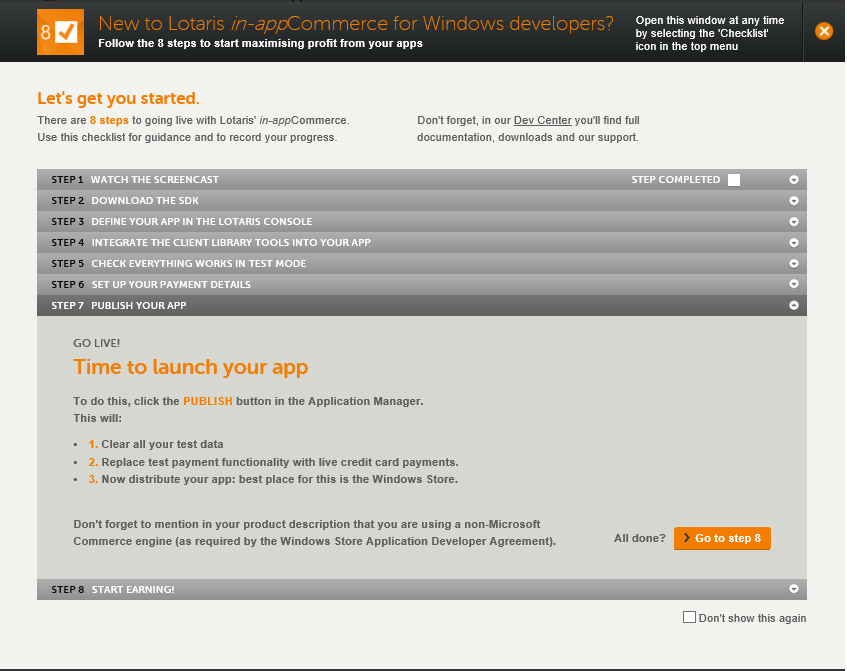 8
New to Lotaris in-appCommerce for Windows developers?
Follow the 8 steps to start maximising profit from your apps
Open this window at any time
by selecting the 'Checklist'
icon in the top menu
Let's get you started.
There are 8 steps to going live with Lotaris' in-appCommerce.
Use this checklist for guidance and to record your progress.
Don't forget, in our Dev Center you'll find full
documentation, downloads and our support.
STEP 1 WATCH THE SCREENCAST STEP COMPLETED
STEP 2 DOWNLOAD THE SDK
STEP 3 DEFINE YOUR APP IN THE LOTARIS CONSOLE
STEP 4 INTEGRATE THE CLIENT LIBRARY TOOLS INTO YOUR APP
STEP 5 CHECK EVERYTHING WORKS IN TEST MODE
STEP 6 SET UP YOUR PAYMENT DETAILS
STEP 7 PUBLISH YOUR APP
GO LIVE!
Time to launch your app
To do this, click the PUBLISH button in the Application Manager.
This will:
• 1. Clear all your test data
• 2. Replace test payment functionality with live credit card payments.
• 3. Now distribute your app: best place for this is the Windows Store.
Don't forget to mention in your product description that you are using a non-Microsoft
Commerce engine (as required by the Windows Store Application Developer Agreement).
All done? Go to step 8
STEP 8 START EARNING!
Don't show this again